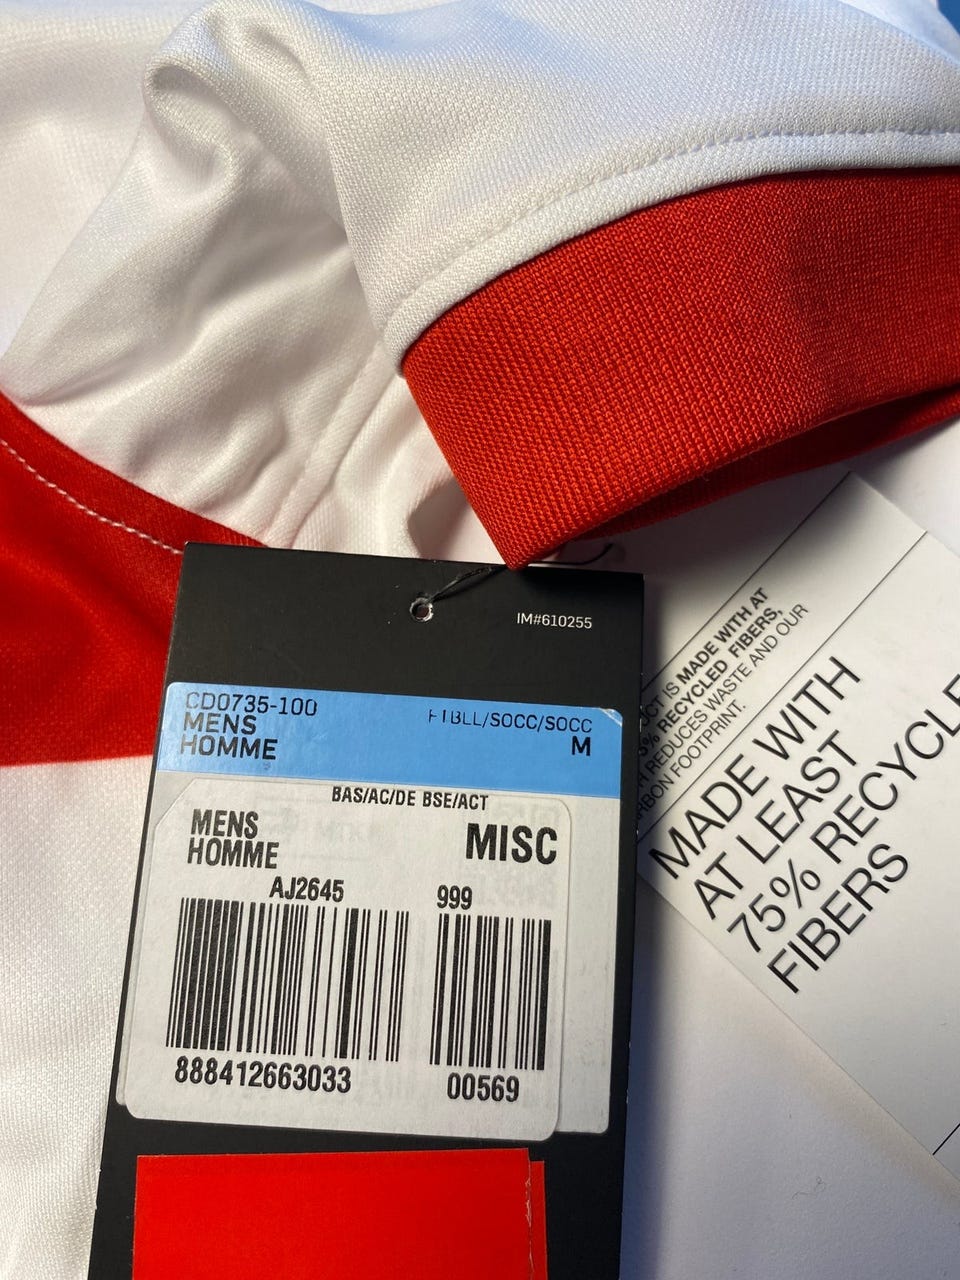 IM#610255
CD0735-100
MENS
HOMME
FTBLL/SOCC/SOCC
M
BAS/AC/DE BSE/ACT
MENS
HOMME
MISC
AJ2645
999
888412663033
00569
IS MADE WITH AT
RECYCLED FIBERS,
REDUCES WASTE AND OUR
FOOTPRINT.
MADE WITH
AT LEAST
75% RECYCLE
FIBERS